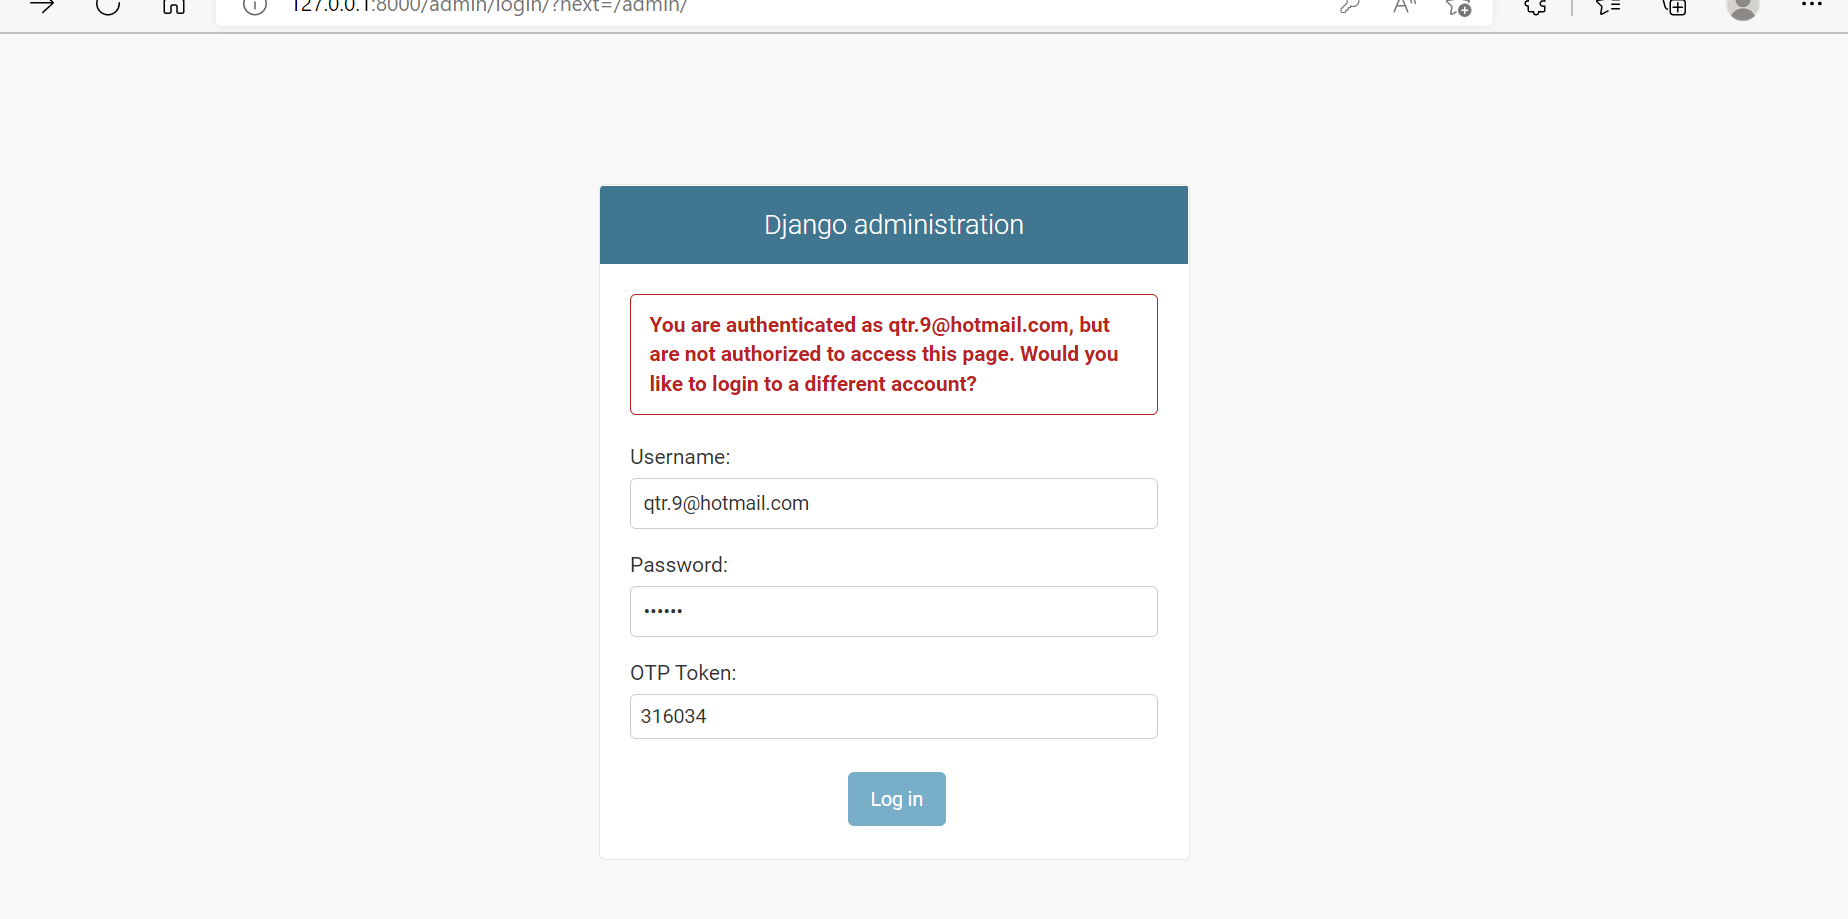 127.0.0.1:8000/admin/login/?next=/admin/
Django administration
You are authenticated as qtr.9@hotmail.com, but
are not authorized to access this page. Would you
like to login to a different account?
Username:
qtr.9@hotmail.com
Password:
••••••
OTP Token:
316034
Log in